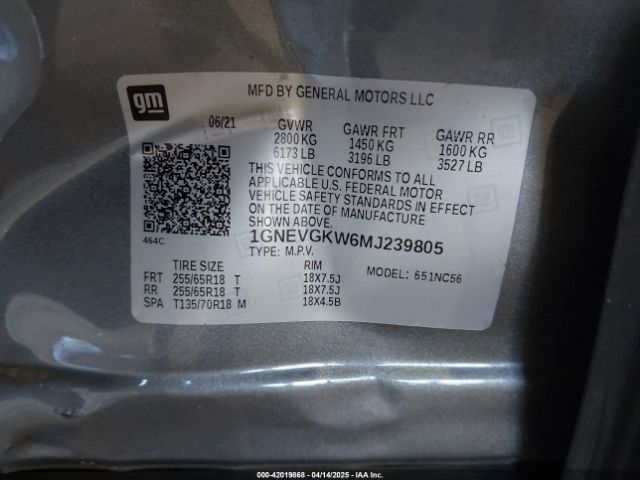 gm
MFD BY GENERAL MOTORS LLC
06/21 GVWR GAWR FRT GAWR RR
2800 KG 1450 KG 1600 KG
6173 LB 3196 LB 3527 LB
THIS VEHICLE CONFORMS TO ALL
APPLICABLE U.S. FEDERAL MOTOR
VEHICLE SAFETY STANDARDS IN EFFECT
ON THE DATE OF MANUFACTURE
SHOWN ABOVE.
464C
1GNEVGKW6MJ239805
TYPE: M.P.V.
TIRE SIZE RIM MODEL: 651NC56
FRT 255/65R18 T 18X7.5J
RR 255/65R18 T 18X7.5J
SPA T135/70R18 M 18X4.5B
000-42019868 - 04/14/2025 - IAAI, Inc.